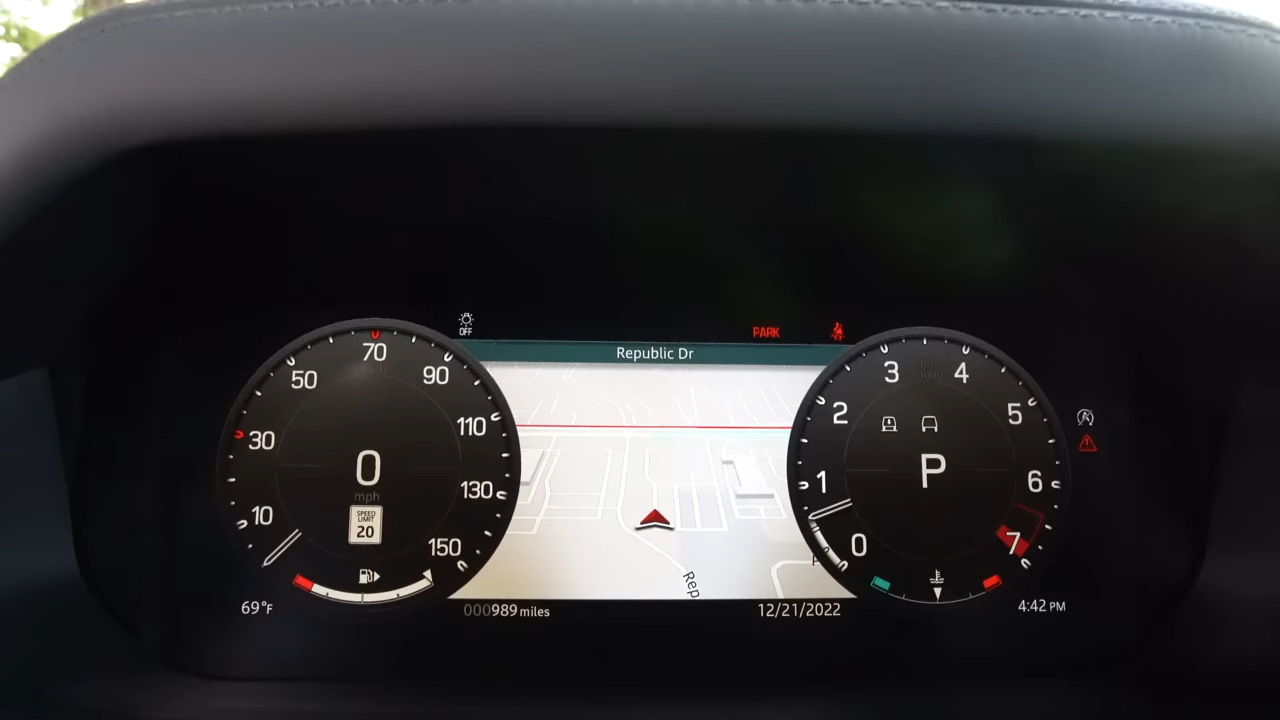 OFF
PARK
Republic Dr
10
30
50
70
90
110
130
150
0
mph
SPEED
LIMIT
20
Rep
0
1
2
3
4
5
6
7
P
69°F
000989 miles
12/21/2022
4:42 PM